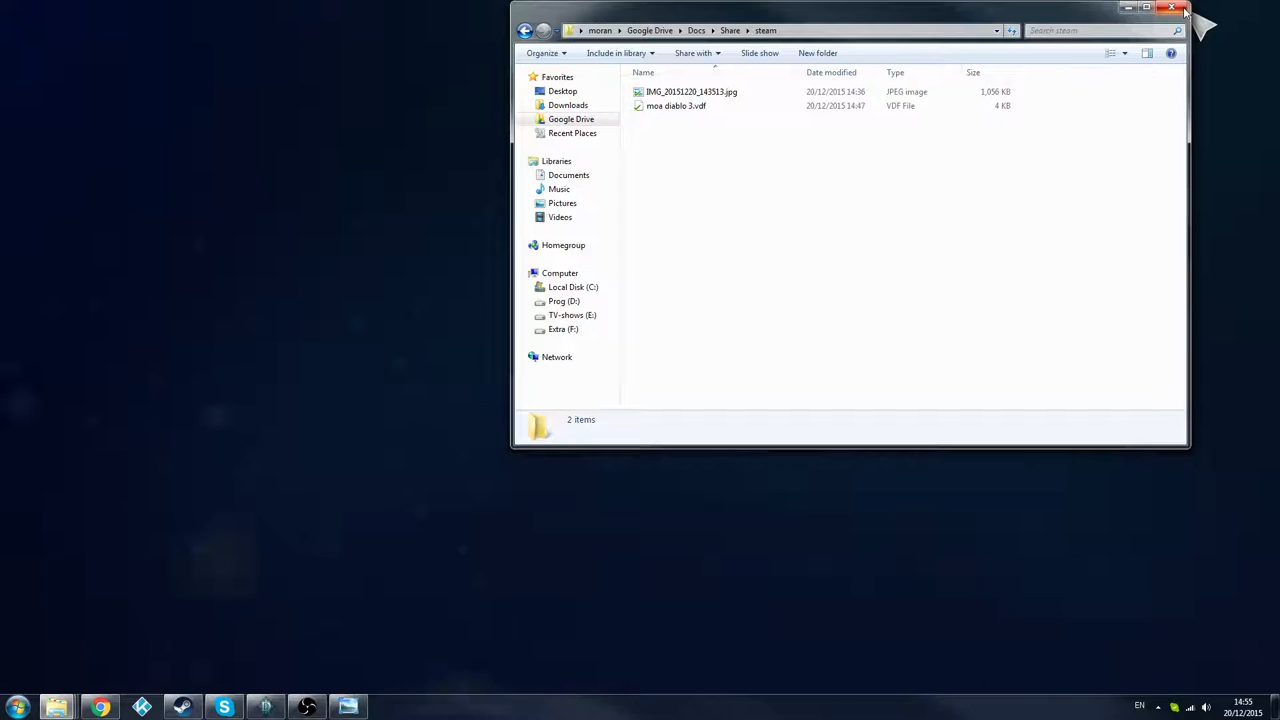 moran Google Drive Docs Share steam Search steam
Organize Include in library Share with Slide show New folder
Name Date modified Type Size
Favorites
Desktop
Downloads
Google Drive
Recent Places
Libraries
Documents
Music
Pictures
Videos
Homegroup
Computer
Local Disk (C:)
Prog (D:)
TV-shows (E:)
Extra (F:)
Network
IMG_20151220_143513.jpg 20/12/2015 14:36 JPEG image 1,056 KB
moa diablo 3.vdf 20/12/2015 14:47 VDF File 4 KB
2 items
EN 14:55
20/12/2015